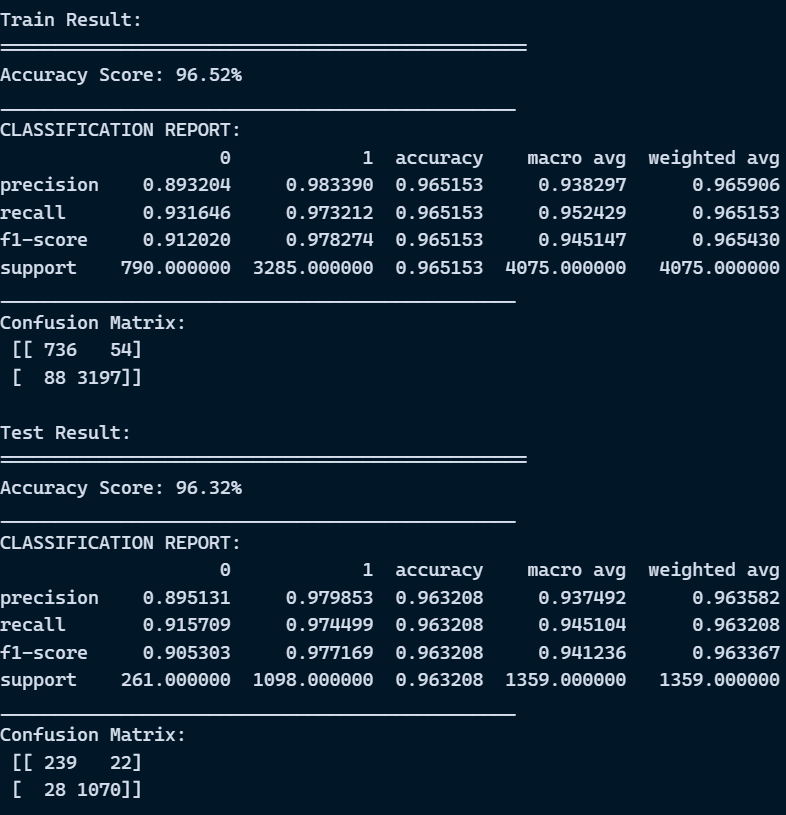 Train Result:
================================================
Accuracy Score: 96.52%
_______________________________________________
CLASSIFICATION REPORT:
                    0            1  accuracy    macro avg  weighted avg
precision    0.893204     0.983390  0.965153     0.938297      0.965906
recall       0.931646     0.973212  0.965153     0.952429      0.965153
f1-score     0.912020     0.978274  0.965153     0.945147      0.965430
support    790.000000  3285.000000  0.965153  4075.000000   4075.000000
_______________________________________________
Confusion Matrix:
 [[ 736   54]
 [  88 3197]]

Test Result:
================================================
Accuracy Score: 96.32%
_______________________________________________
CLASSIFICATION REPORT:
                    0            1  accuracy    macro avg  weighted avg
precision    0.895131     0.979853  0.963208     0.937492      0.963582
recall       0.915709     0.974499  0.963208     0.945104      0.963208
f1-score     0.905303     0.977169  0.963208     0.941236      0.963367
support    261.000000  1098.000000  0.963208  1359.000000   1359.000000
_______________________________________________
Confusion Matrix:
 [[ 239   22]
 [  28 1070]]